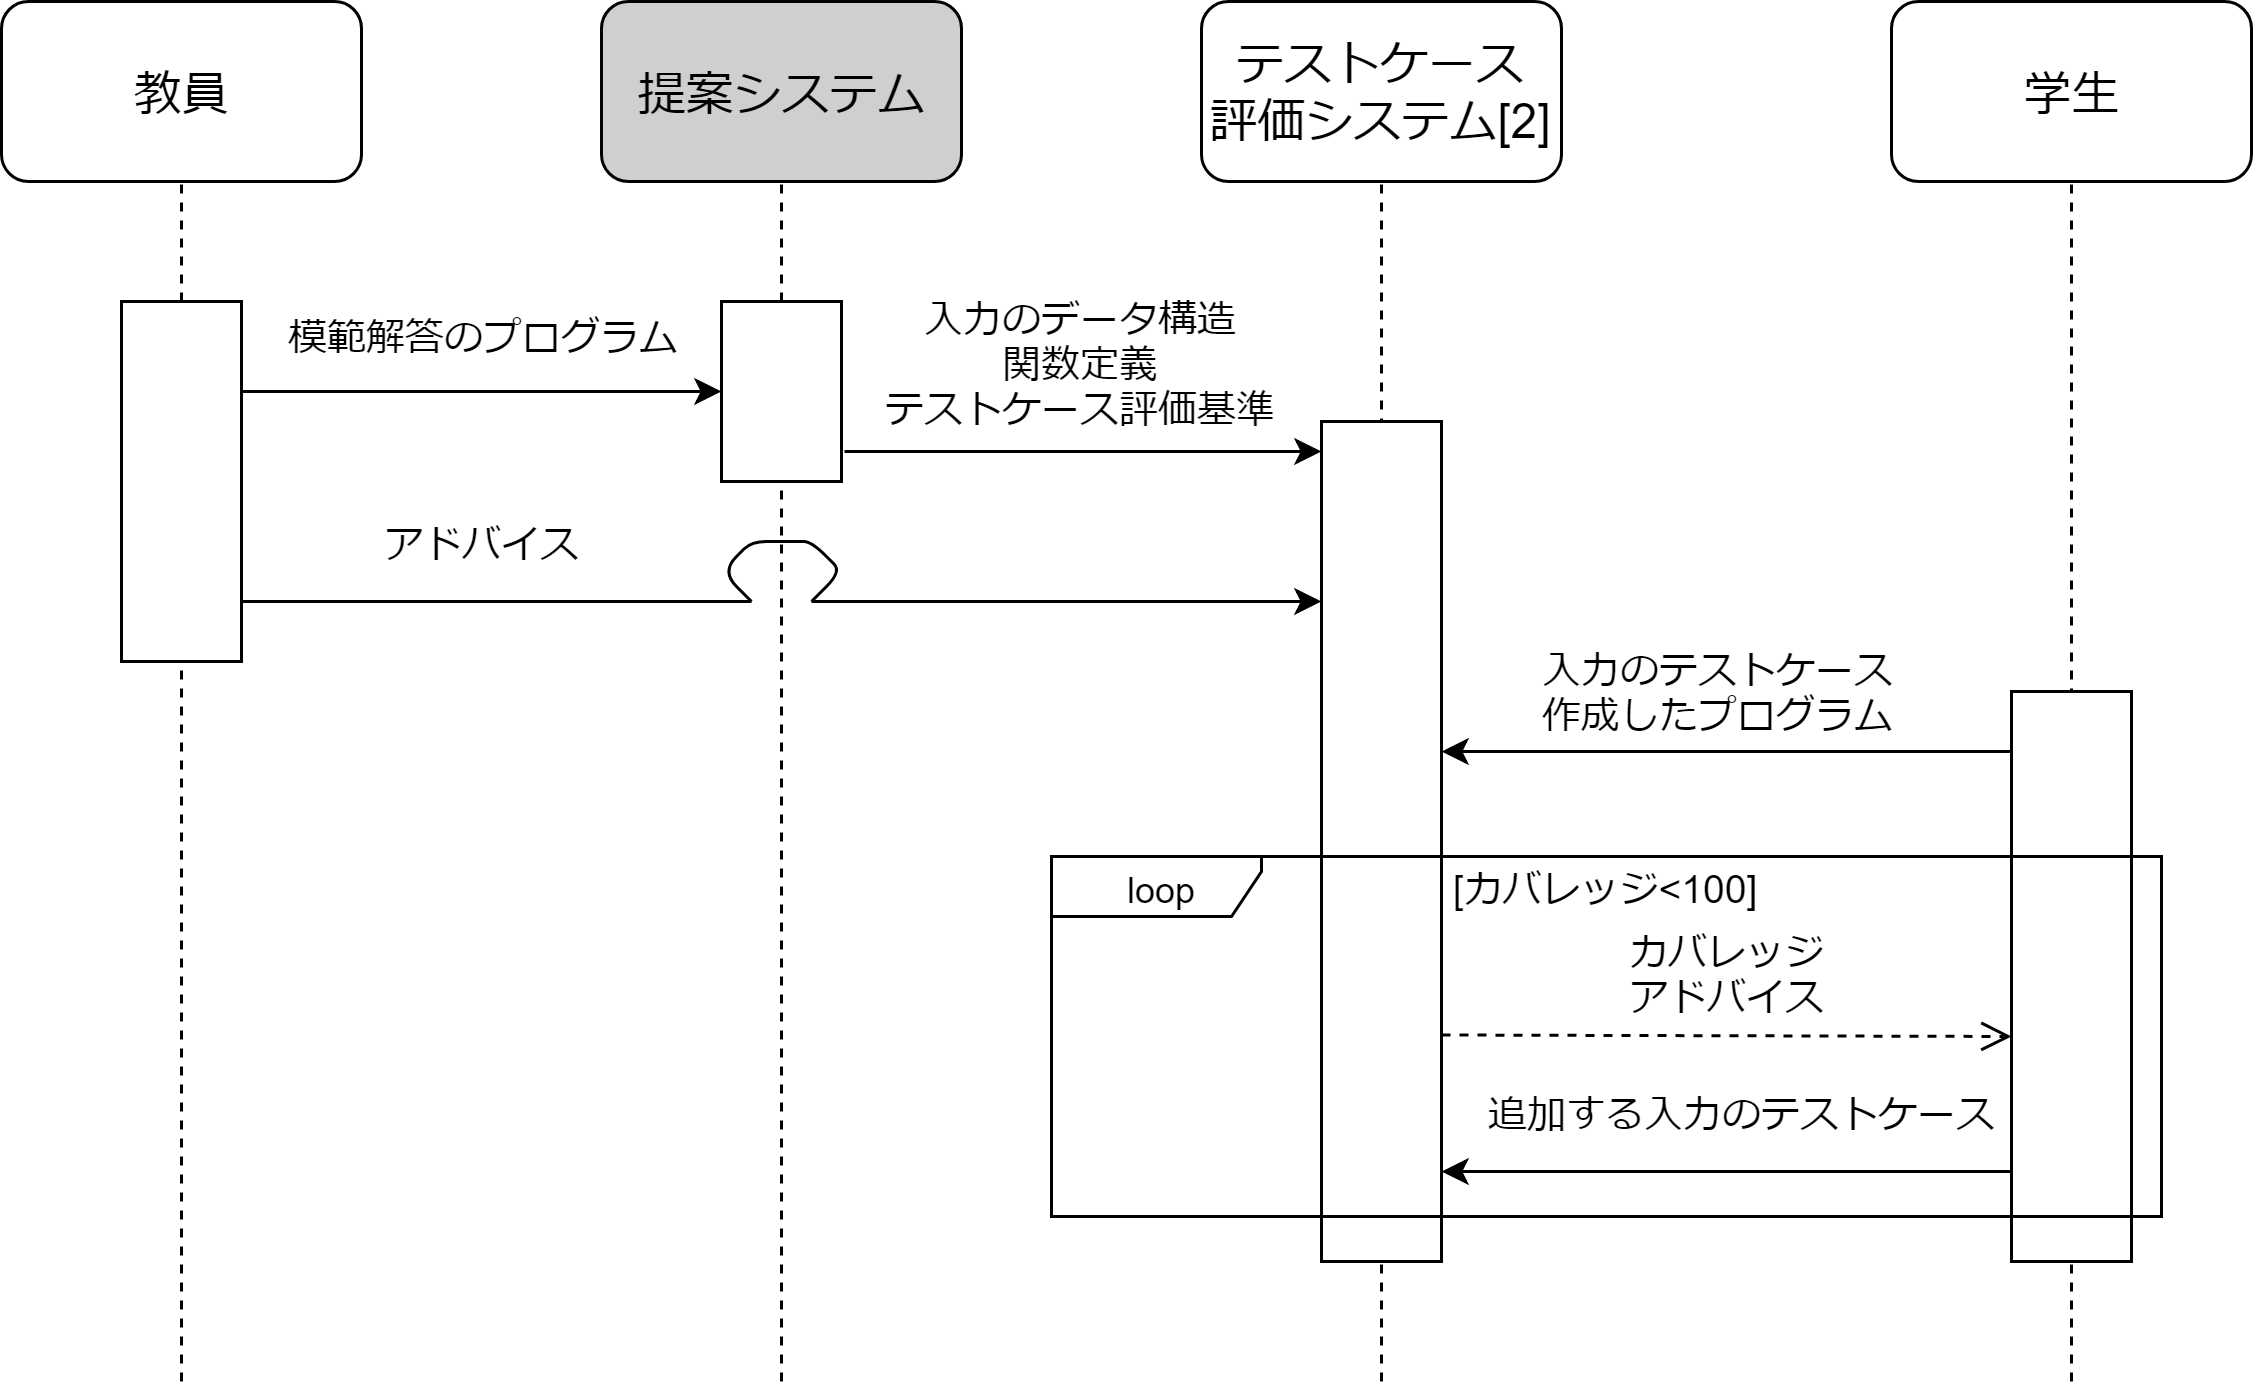 教員
提案システム
テストケース
評価システム[2]
学生
模範解答のプログラム
入力のデータ構造
関数定義
テストケース評価基準
アドバイス
入力のテストケース
作成したプログラム
loop
[カバレッジ<100]
カバレッジ
アドバイス
追加する入力のテストケース